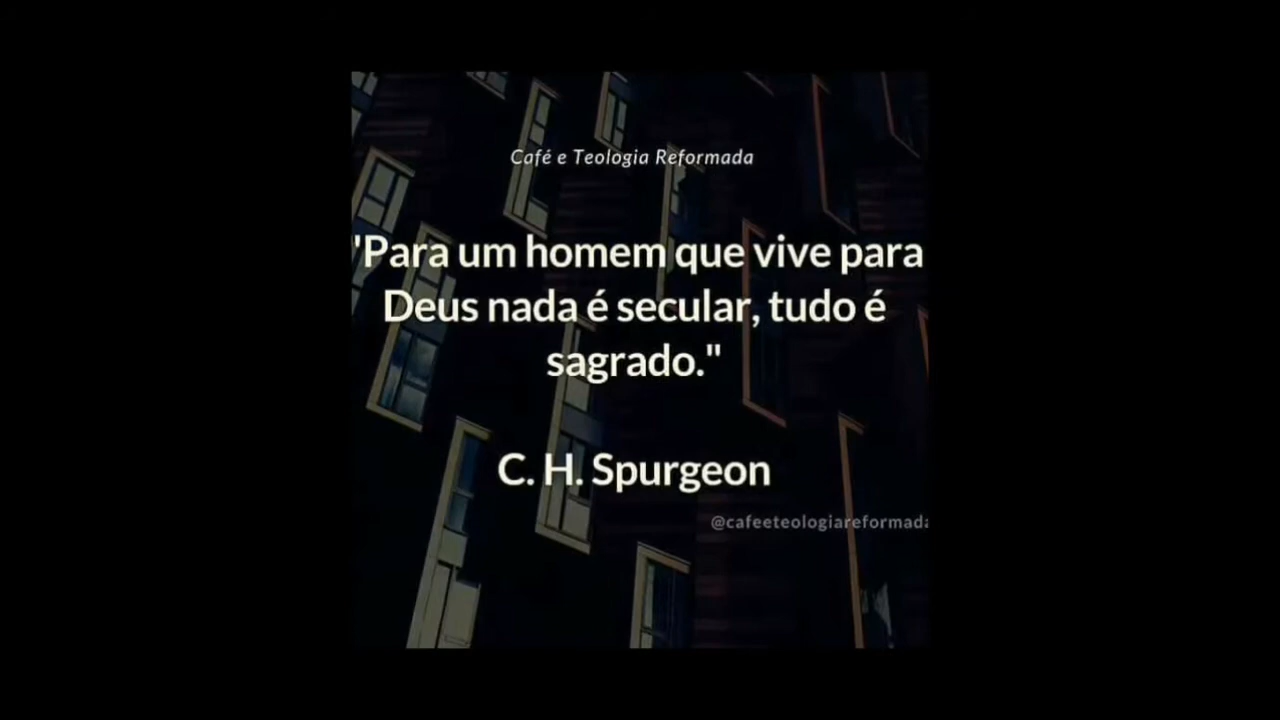 Café e Teologia Reformada
"Para um homem que vive para
Deus nada é secular, tudo é
sagrado."
C. H. Spurgeon
@cafeeteologiareformada